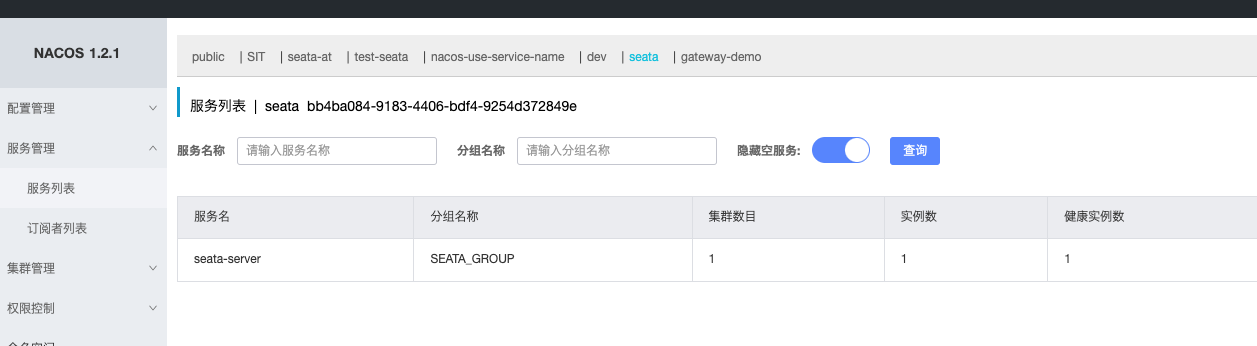 NACOS 1.2.1
public | SIT | seata-at | test-seata | nacos-use-service-name | dev | seata | gateway-demo
配置管理
服务管理
服务列表
订阅者列表
集群管理
权限控制
服务列表 | seata bb4ba084-9183-4406-bdf4-9254d372849e
服务名称 请输入服务名称 分组名称 请输入分组名称 隐藏空服务: 查询
服务名 分组名称 集群数目 实例数 健康实例数
seata-server SEATA_GROUP 1 1 1